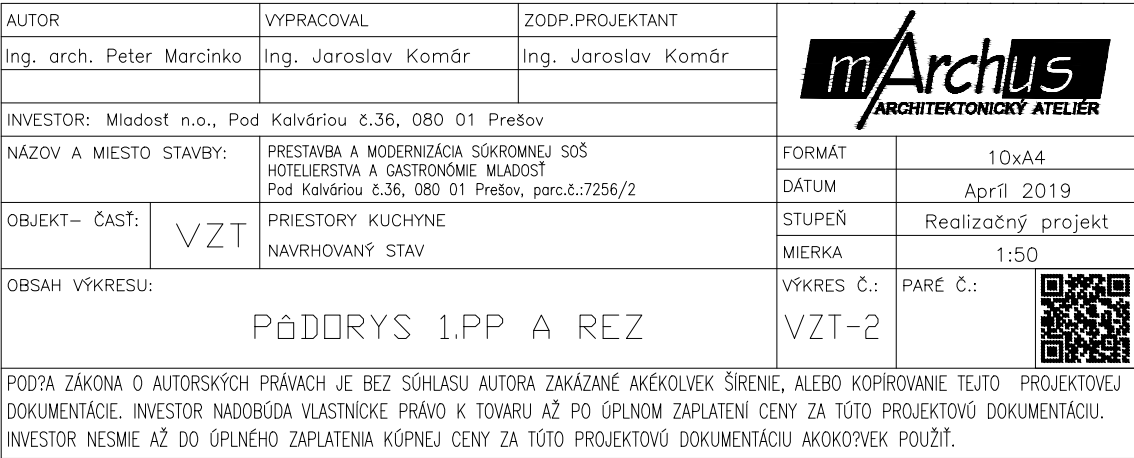 AUTOR VYPRACOVAL ZODP.PROJEKTANT
Ing. arch. Peter Marcinko Ing. Jaroslav Komár Ing. Jaroslav Komár
mArchus
ARCHITEKTONICKÝ ATELIÉR
INVESTOR: Mladosť n.o., Pod Kalváriou č.36, 080 01 Prešov
NÁZOV A MIESTO STAVBY:
PRESTAVBA A MODERNIZÁCIA SÚKROMNEJ SOŠ
HOTELIERSTVA A GASTRONÓMIE MLADOSŤ
Pod Kalváriou č.36, 080 01 Prešov, parc.č.:7256/2
FORMÁT 10xA4
DÁTUM Apríl 2019
OBJEKT- ČASŤ: VZT
PRIESTORY KUCHYNE
NAVRHOVANÝ STAV
STUPEŇ Realizačný projekt
MIERKA 1:50
OBSAH VÝKRESU:
PôDORYS 1.PP A REZ
VÝKRES Č.: PARÉ Č.:
VZT-2
POD?A ZÁKONA O AUTORSKÝCH PRÁVACH JE BEZ SÚHLASU AUTORA ZAKÁZANÉ AKÉKOLVEK ŠÍRENIE, ALEBO KOPÍROVANIE TEJTO PROJEKTOVEJ
DOKUMENTÁCIE. INVESTOR NADOBÚDA VLASTNÍCKE PRÁVO K TOVARU AŽ PO ÚPLNOM ZAPLATENÍ CENY ZA TÚTO PROJEKTOVÚ DOKUMENTÁCIU.
INVESTOR NESMIE AŽ DO ÚPLNÉHO ZAPLATENIA KÚPNEJ CENY ZA TÚTO PROJEKTOVÚ DOKUMENTÁCIU AKOKO?VEK POUŽIŤ.